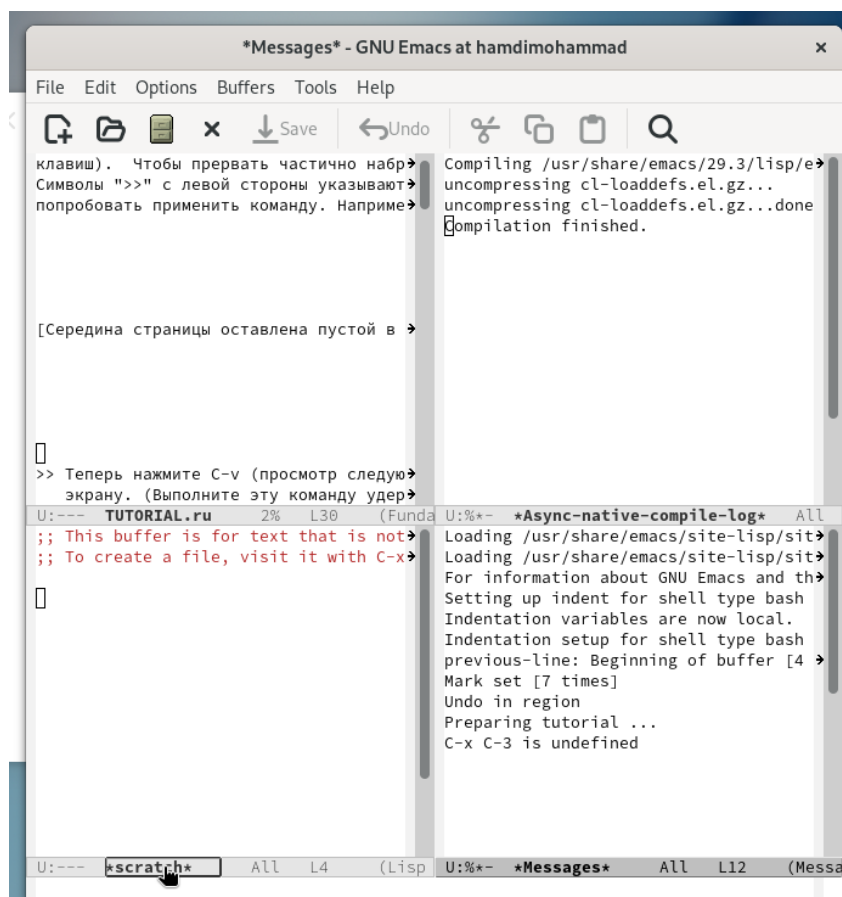 *Messages* - GNU Emacs at hamdimohammad
File Edit Options Buffers Tools Help
Save Undo
клавиш). Чтобы прервать частично набр
Символы ">>" с левой стороны указывают
попробовать применить команду. Наприме
[Середина страницы оставлена пустой в
>> Теперь нажмите C-v (просмотр следую
экрану. (Выполните эту команду удер
U:--- TUTORIAL.ru 2% L30 (Funda
Compiling /usr/share/emacs/29.3/lisp/e
uncompressing cl-loaddefs.el.gz...
uncompressing cl-loaddefs.el.gz...done
Compilation finished.
U:%*- *Async-native-compile-log* All
;; This buffer is for text that is not
;; To create a file, visit it with C-x
U:--- *scratch* All L4 (Lisp
Loading /usr/share/emacs/site-lisp/sit
Loading /usr/share/emacs/site-lisp/sit
For information about GNU Emacs and th
Setting up indent for shell type bash
Indentation variables are now local.
Indentation setup for shell type bash
previous-line: Beginning of buffer [4
Mark set [7 times]
Undo in region
Preparing tutorial ...
C-x C-3 is undefined
U:%*- *Messages* All L12 (Messa